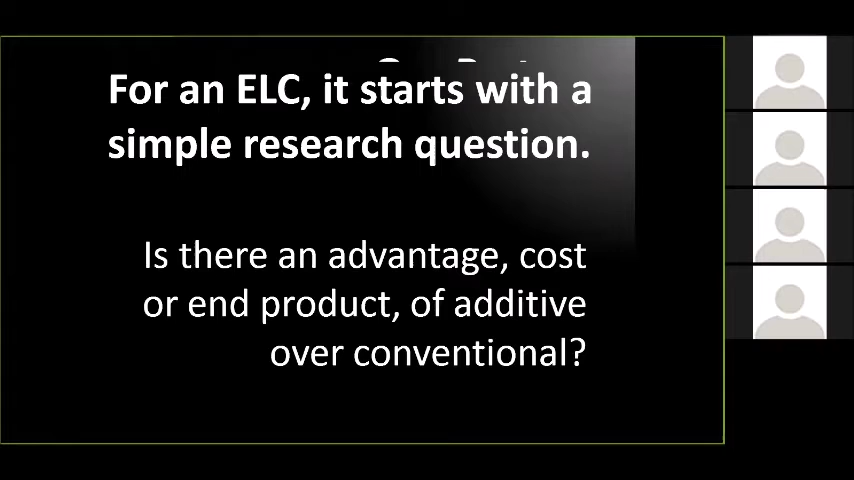 For an ELC, it starts with a
simple research question.
Is there an advantage, cost
or end product, of additive
over conventional?